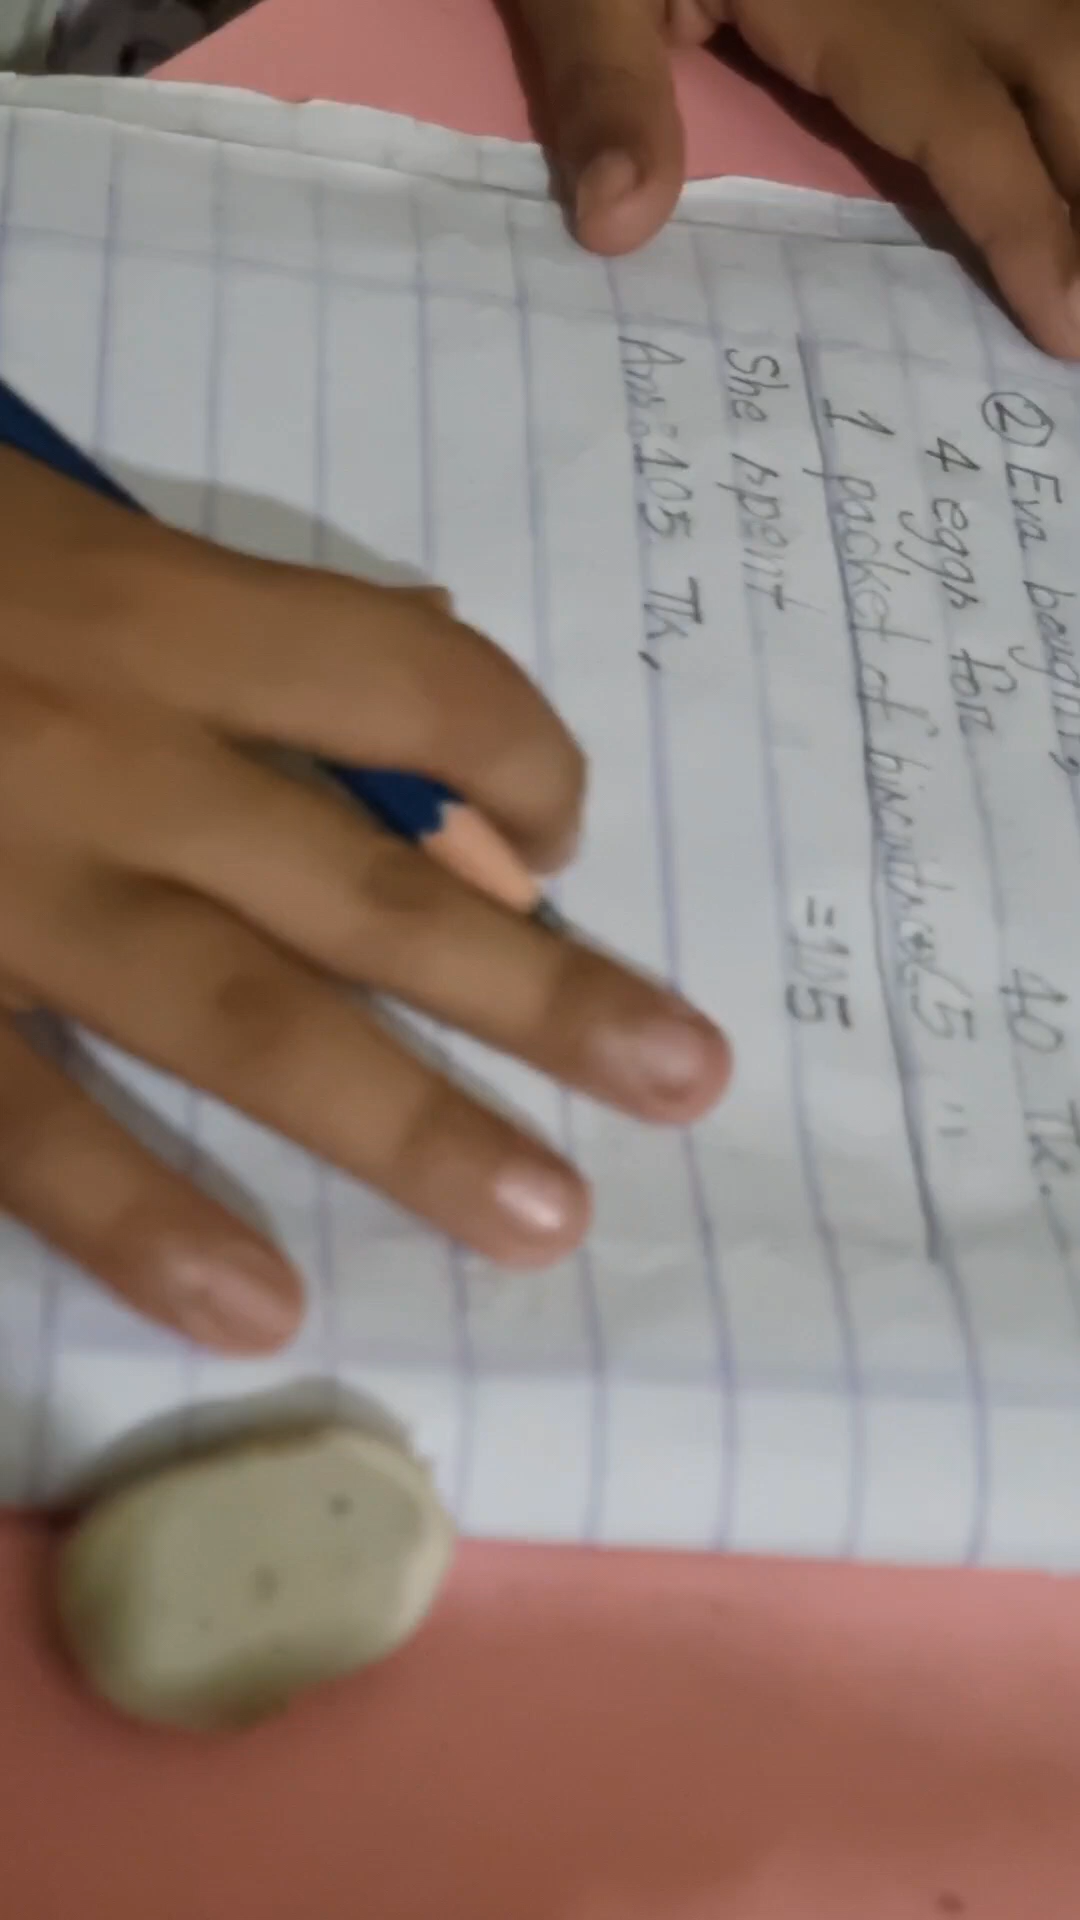 ② Eva bought,
4 eggs for 40 Tk.
1 packet of biscuits 65 "
She spent =105
Ans:105 Tk,